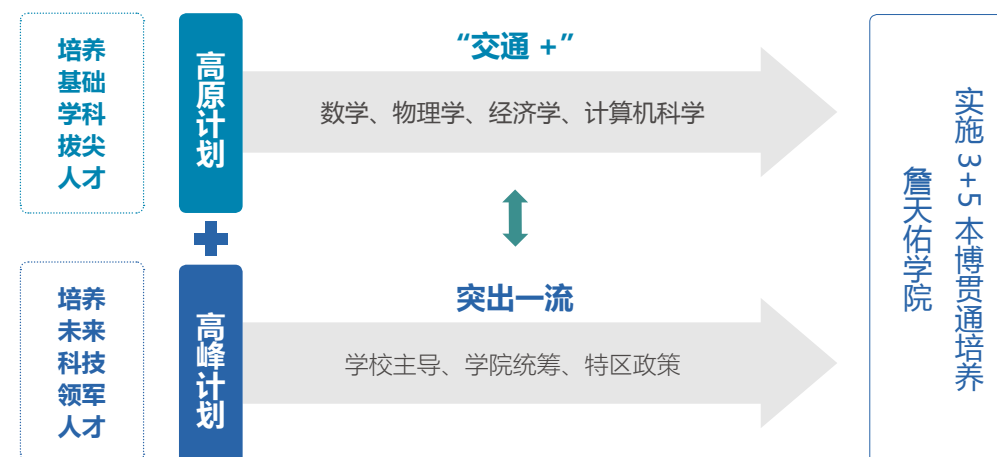 培养
基础
学科
拔尖
人才
高原计划
“交通 +”
数学、物理学、经济学、计算机科学
培养
未来
科技
领军
人才
高峰计划
突出一流
学校主导、学院统筹、特区政策
实施 3+5 本博贯通培养
詹天佑学院